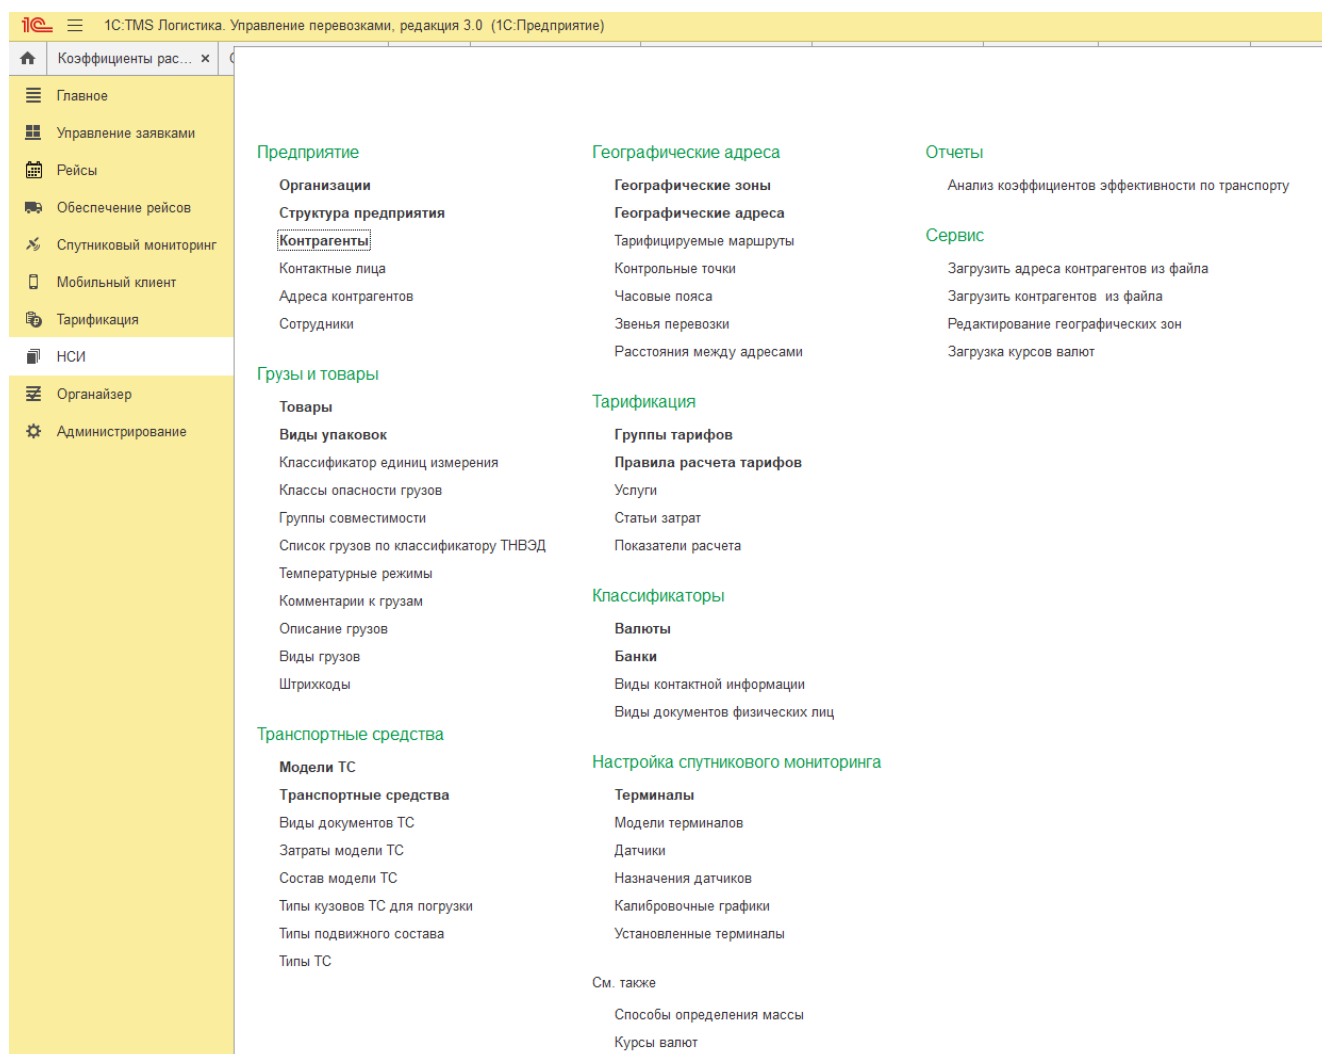 1С:TMS Логистика. Управление перевозками, редакция 3.0 (1С:Предприятие)
Коэффициенты рас... ×
Главное
Управление заявками
Рейсы
Обеспечение рейсов
Спутниковый мониторинг
Мобильный клиент
Тарификация
НСИ
Органайзер
Администрирование
Предприятие
Организации
Структура предприятия
Контрагенты
Контактные лица
Адреса контрагентов
Сотрудники
Грузы и товары
Товары
Виды упаковок
Классификатор единиц измерения
Классы опасности грузов
Группы совместимости
Список грузов по классификатору ТНВЭД
Температурные режимы
Комментарии к грузам
Описание грузов
Виды грузов
Штрихкоды
Транспортные средства
Модели ТС
Транспортные средства
Виды документов ТС
Затраты модели ТС
Состав модели ТС
Типы кузовов ТС для погрузки
Типы подвижного состава
Типы ТС
Географические адреса
Географические зоны
Географические адреса
Тарифицируемые маршруты
Контрольные точки
Часовые пояса
Звенья перевозки
Расстояния между адресами
Тарификация
Группы тарифов
Правила расчета тарифов
Услуги
Статьи затрат
Показатели расчета
Классификаторы
Валюты
Банки
Виды контактной информации
Виды документов физических лиц
Настройка спутникового мониторинга
Терминалы
Модели терминалов
Датчики
Назначения датчиков
Калибровочные графики
Установленные терминалы
См. также
Способы определения массы
Курсы валют
Отчеты
Анализ коэффициентов эффективности по транспорту
Сервис
Загрузить адреса контрагентов из файла
Загрузить контрагентов из файла
Редактирование географических зон
Загрузка курсов валют